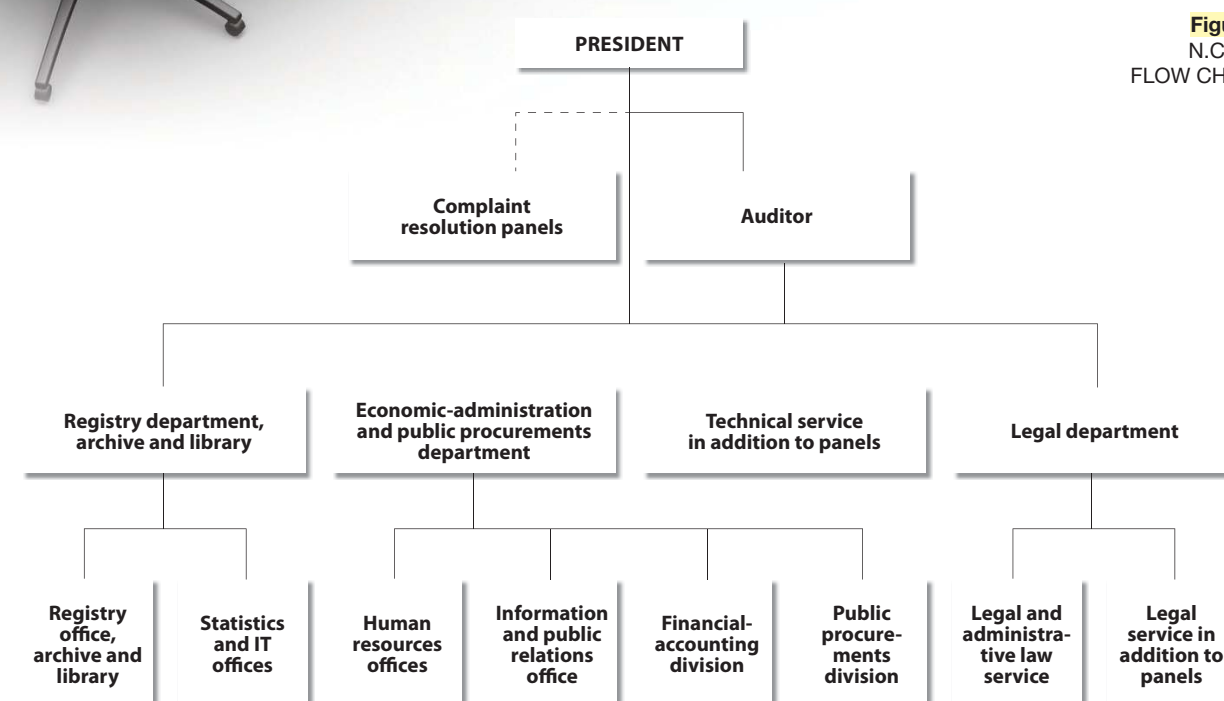 PRESIDENT
N.C
FLOW CH
Complaint
resolution panels
Auditor
Registry department,
archive and library
Economic-administration
and public procurements
department
Technical service
in addition to panels
Legal department
Registry
office,
archive and
library
Statistics
and IT
offices
Human
resources
offices
Information
and public
relations
office
Financial-
accounting
division
Public
procure-
ments
division
Legal and
administra-
tive law
service
Legal
service in
addition to
panels